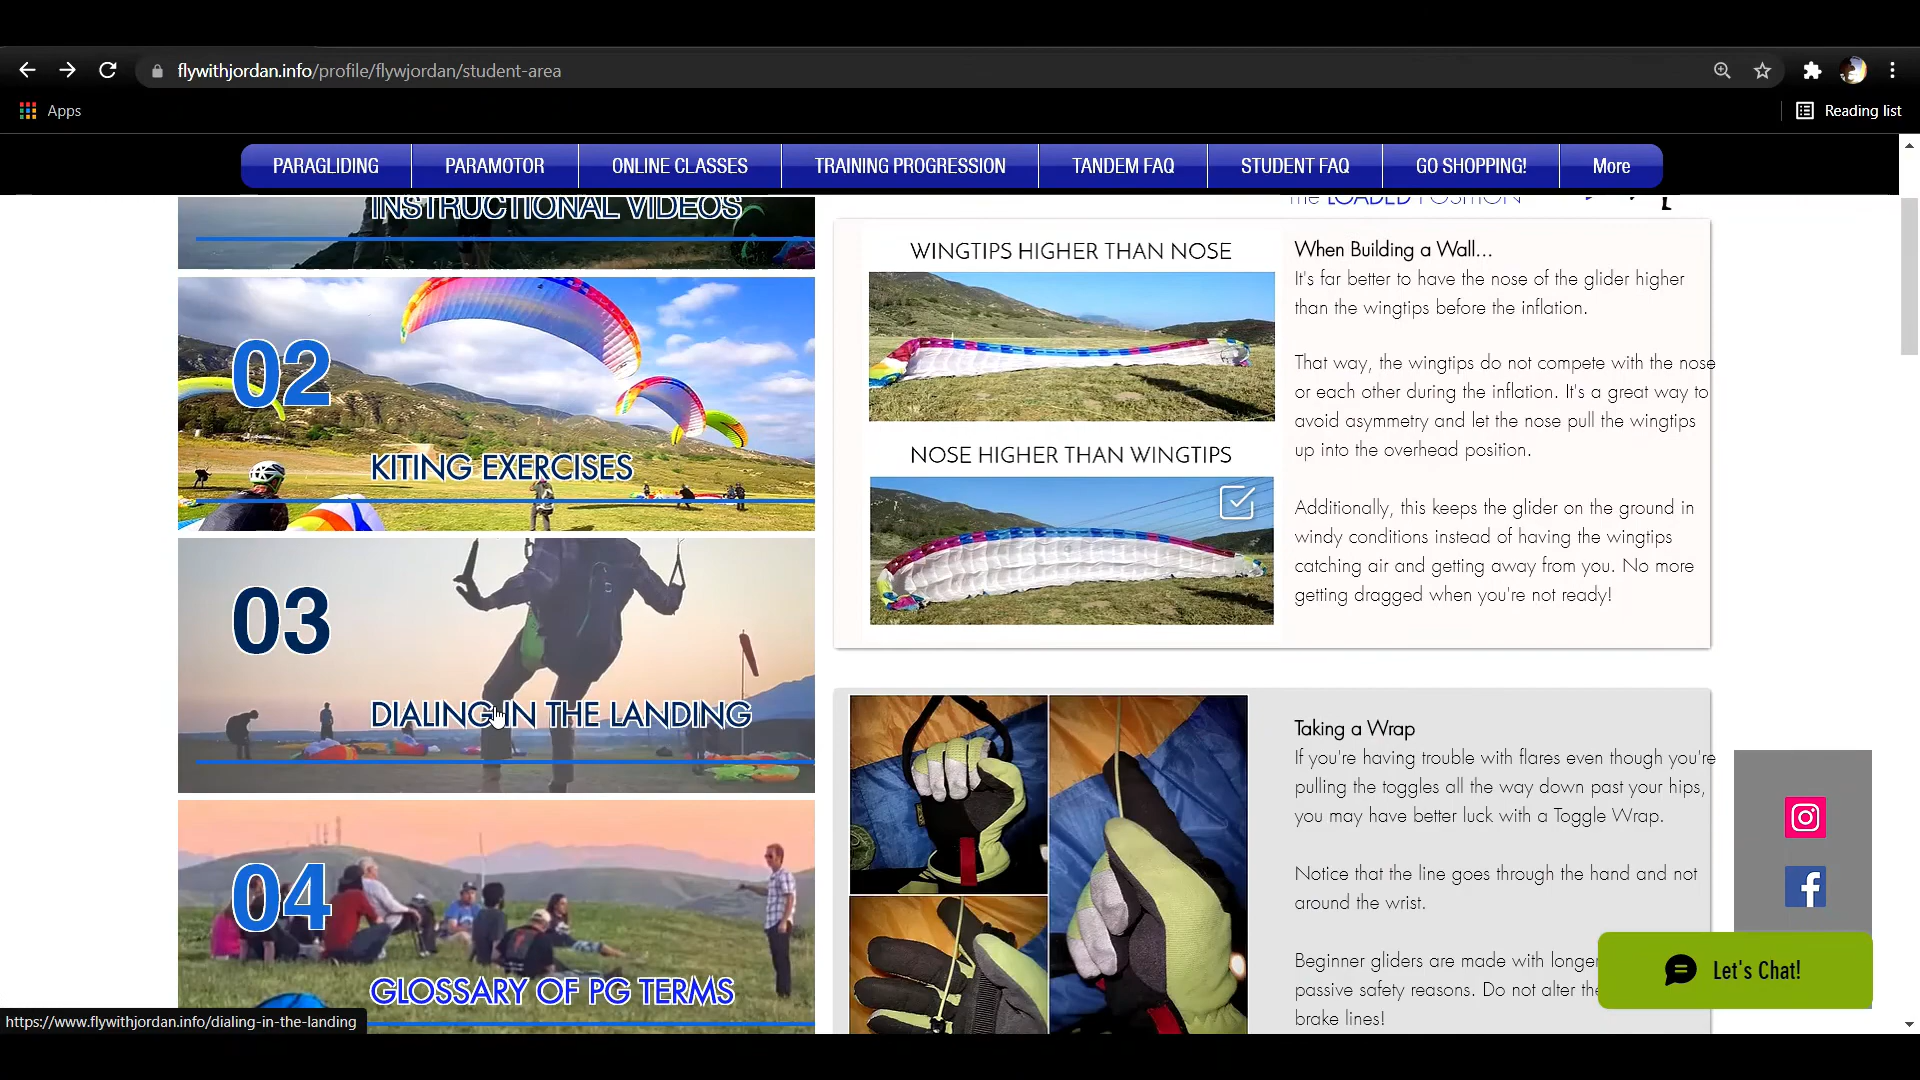 flywithjordan.info/profile/flywjordan/student-area
Apps
Reading list
PARAGLIDING
PARAMOTOR
ONLINE CLASSES
TRAINING PROGRESSION
TANDEM FAQ
STUDENT FAQ
GO SHOPPING!
More
INSTRUCTIONAL VIDEOS
02
KITING EXERCISES
03
DIALING IN THE LANDING
04
GLOSSARY OF PG TERMS
the LOADED POSITION
WINGTIPS HIGHER THAN NOSE
NOSE HIGHER THAN WINGTIPS
When Building a Wall...
It's far better to have the nose of the glider higher
than the wingtips before the inflation.
That way, the wingtips do not compete with the nose
or each other during the inflation. It's a great way to
avoid asymmetry and let the nose pull the wingtips
up into the overhead position.
Additionally, this keeps the glider on the ground in
windy conditions instead of having the wingtips
catching air and getting away from you. No more
getting dragged when you're not ready!
Taking a Wrap
If you're having trouble with flares even though you're
pulling the toggles all the way down past your hips,
you may have better luck with a Toggle Wrap.
Notice that the line goes through the hand and not
around the wrist.
Beginner gliders are made with longer
passive safety reasons. Do not alter the
brake lines!
Let's Chat!
https://www.flywithjordan.info/dialing-in-the-landing